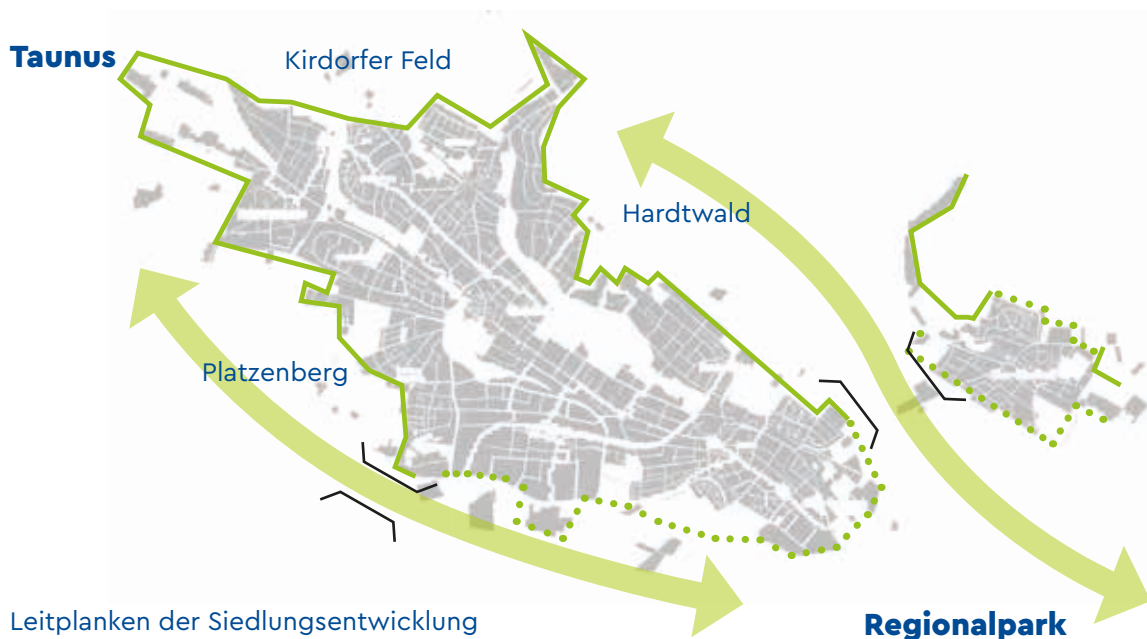 Taunus
Kirdorfer Feld
Hardtwald
Platzenberg
Leitplanken der Siedlungsentwicklung
Regionalpark